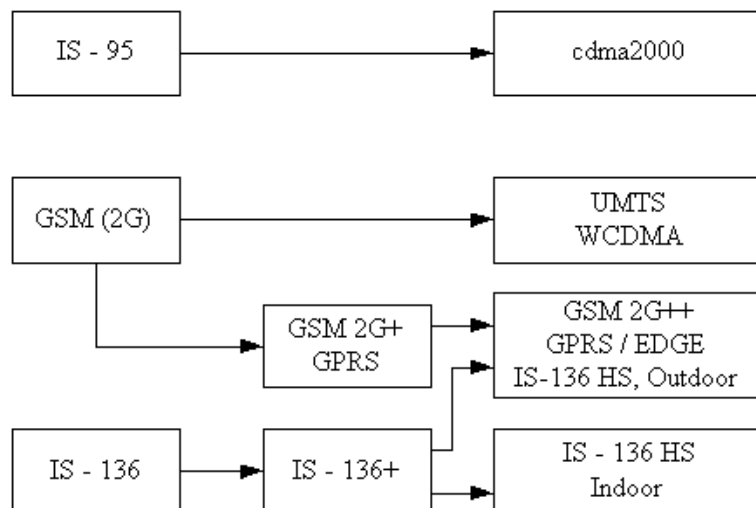 IS - 95
cdma2000
GSM (2G)
UMTS
WCDMA
GSM 2G+
GPRS
GSM 2G++
GPRS / EDGE
IS-136 HS, Outdoor
IS - 136
IS - 136+
IS - 136 HS
Indoor